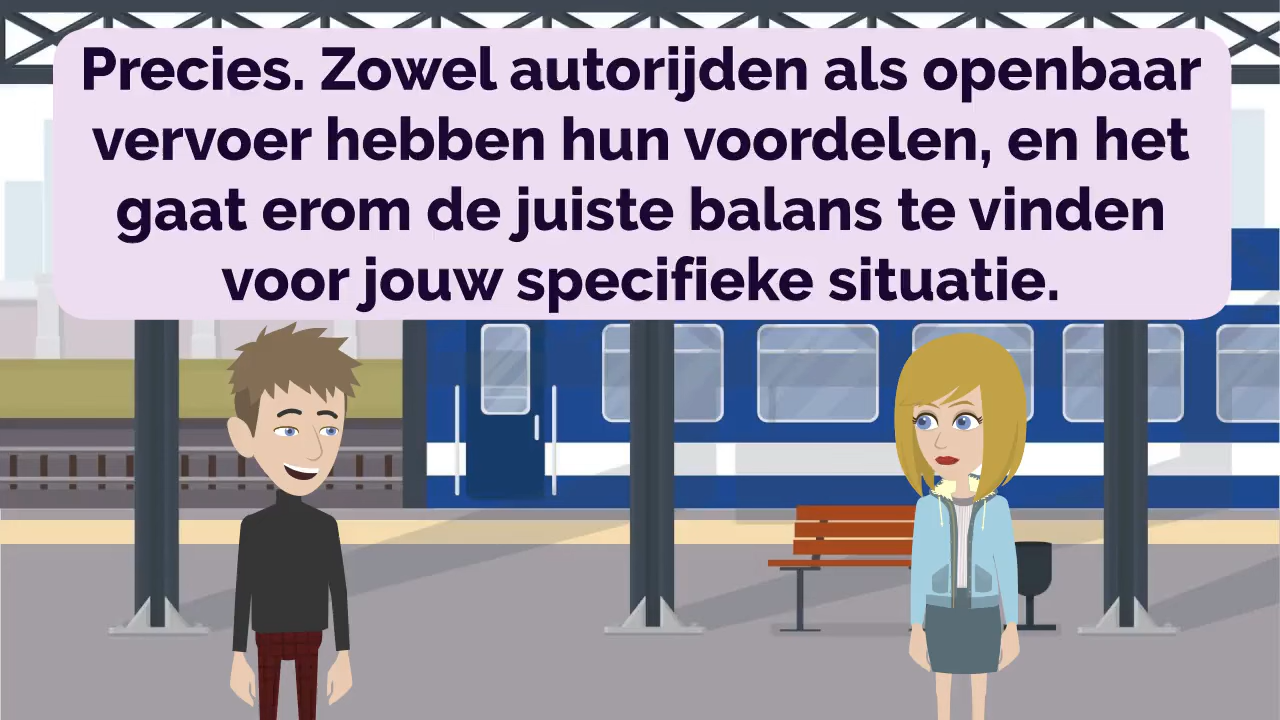 Precies. Zowel autorijden als openbaar
vervoer hebben hun voordelen, en het
gaat erom de juiste balans te vinden
voor jouw specifieke situatie.